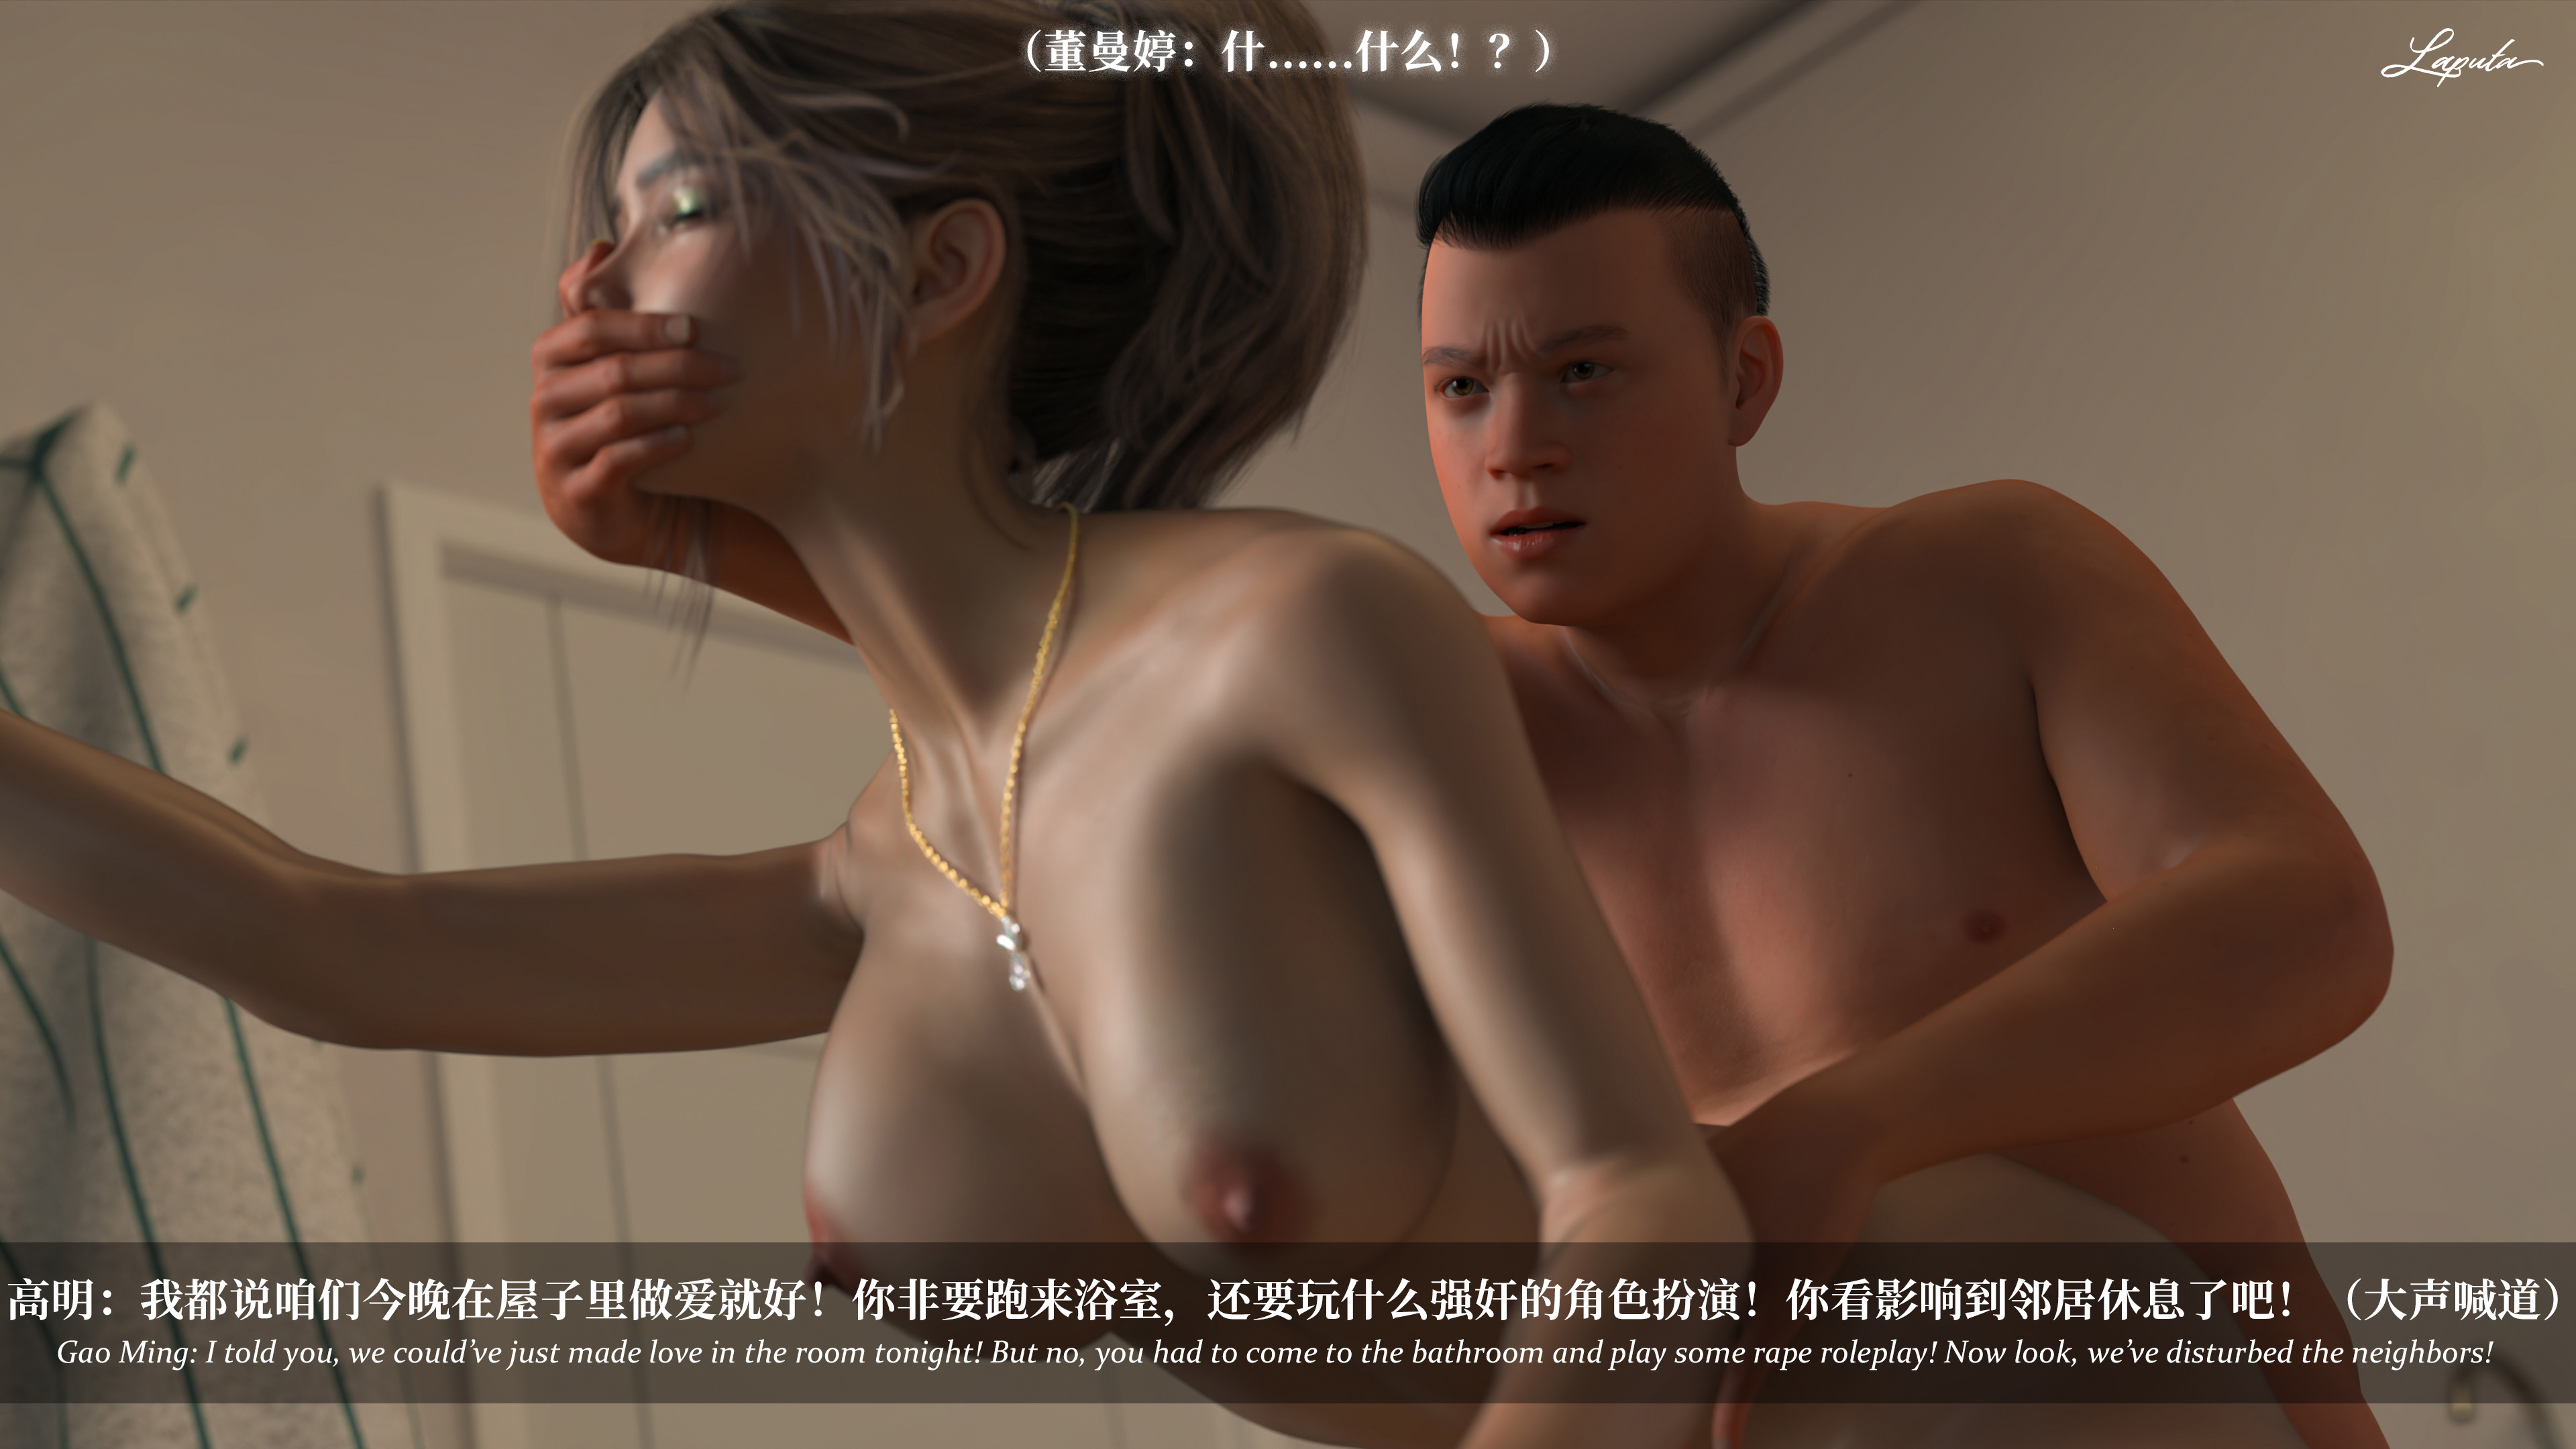 （董曼婷：什……什么！？）
Laputa
高明：我都说咱们今晚在屋子里做爱就好！你非要跑来浴室，还要玩什么强奸的角色扮演！你看影响到邻居休息了吧！（大声喊道）
Gao Ming: I told you, we could’ve just made love in the room tonight! But no, you had to come to the bathroom and play some rape roleplay! Now look, we’ve disturbed the neighbors!